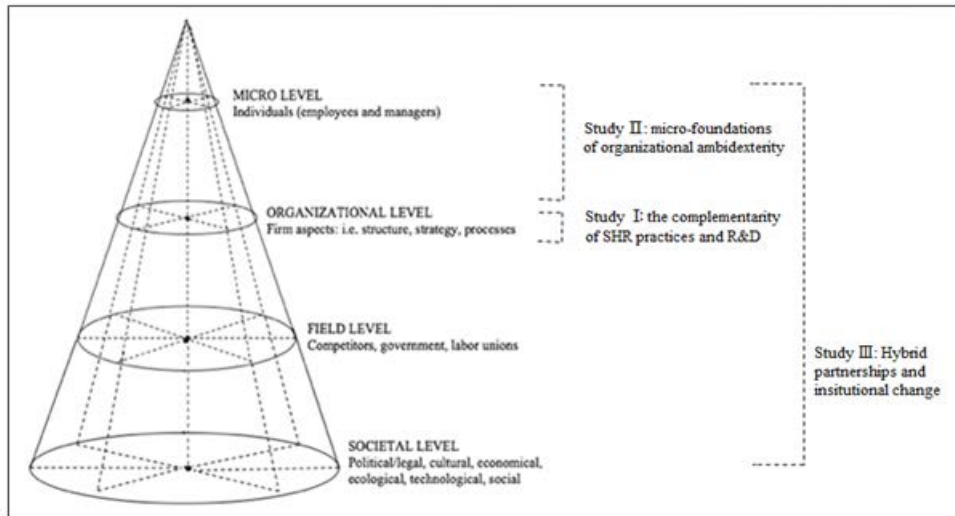 MICRO LEVEL
Individuals (employees and managers)
Study Ⅱ: micro-foundations
of organizational ambidexterity
ORGANIZATIONAL LEVEL
Firm aspects: i.e. structure, strategy, processes
Study Ⅰ: the complementarity
of SHR practices and R&D
FIELD LEVEL
Competitors, government, labor unions
Study Ⅲ: Hybrid
partnerships and
insitutional change
SOCIETAL LEVEL
Political/legal, cultural, economical,
ecological, technological, social